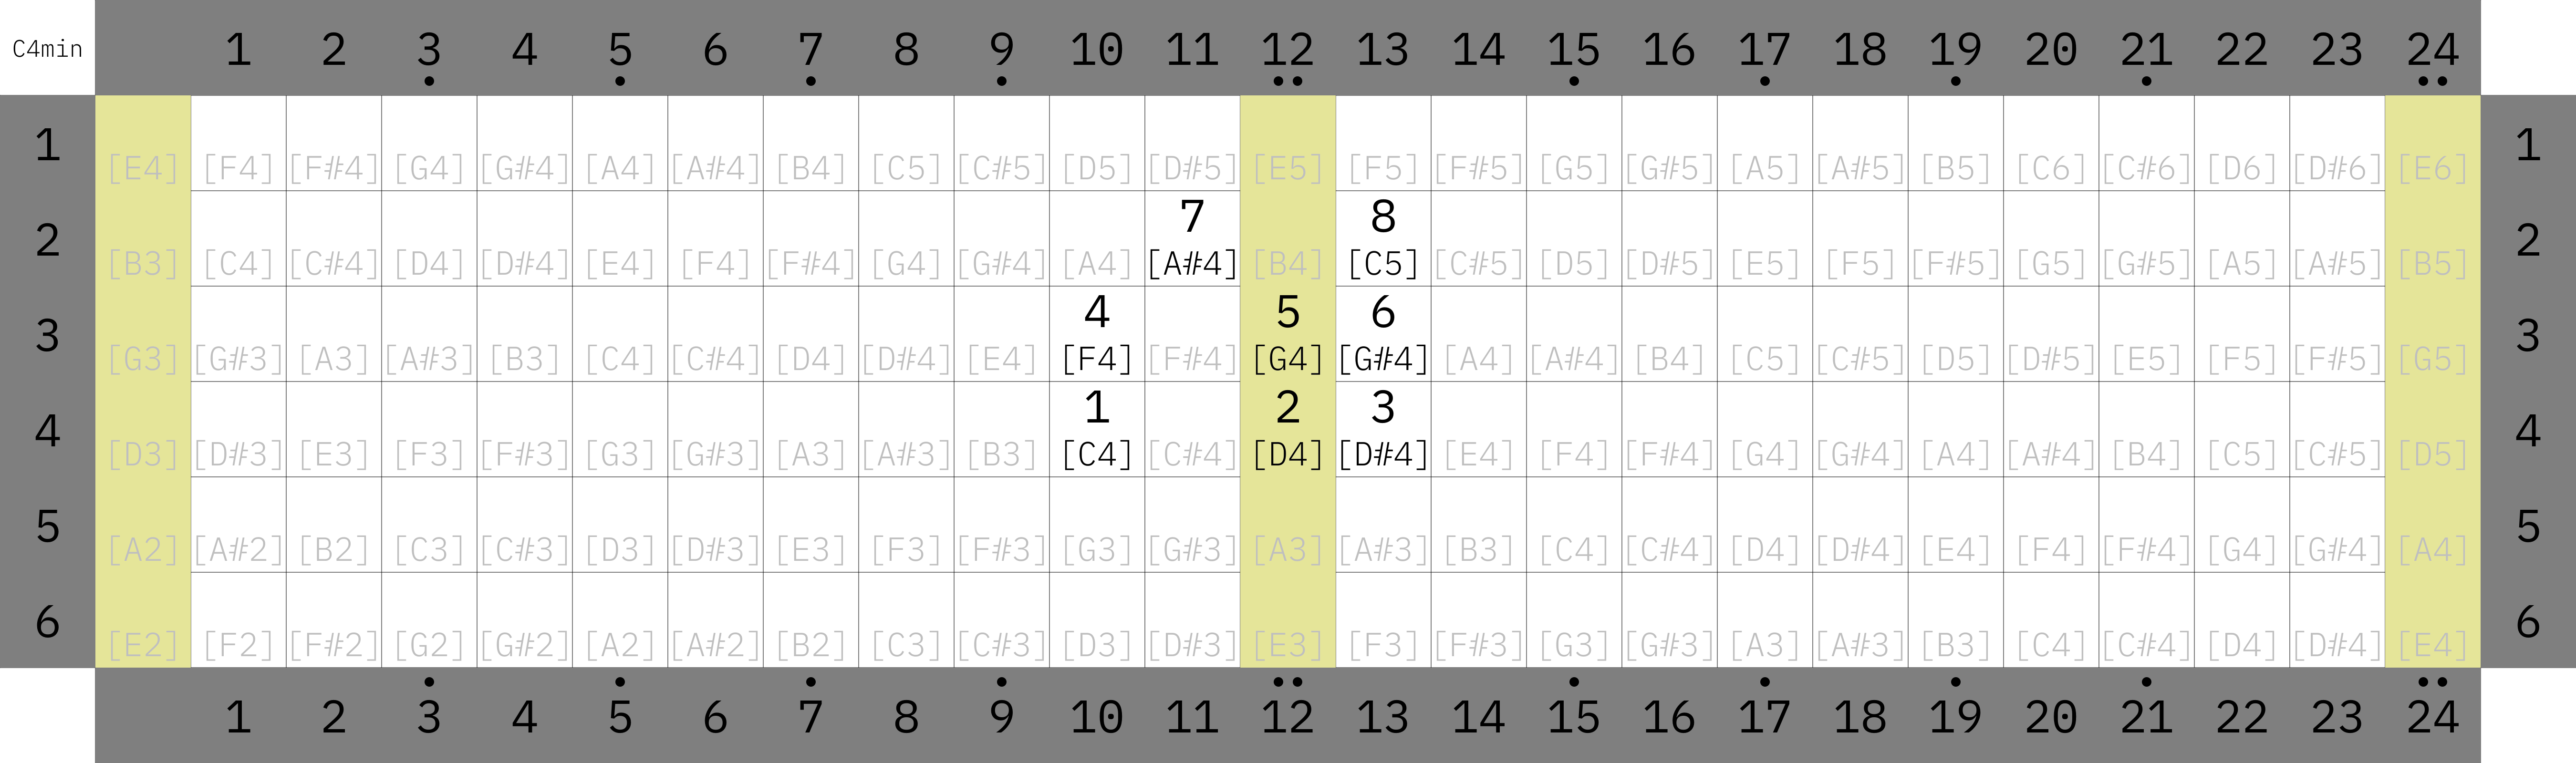 C4min 1 2 3 4 5 6 7 8 9 10 11 12 13 14 15 16 17 18 19 20 21 22 23 24
1 [E4] [F4] [F#4] [G4] [G#4] [A4] [A#4] [B4] [C5] [C#5] [D5] [D#5] [E5] [F5] [F#5] [G5] [G#5] [A5] [A#5] [B5] [C6] [C#6] [D6] [D#6] [E6] 1
7 8
2 [B3] [C4] [C#4] [D4] [D#4] [E4] [F4] [F#4] [G4] [G#4] [A4] [A#4] [B4] [C5] [C#5] [D5] [D#5] [E5] [F5] [F#5] [G5] [G#5] [A5] [A#5] [B5] 2
4 5 6
3 [G3] [G#3] [A3] [A#3] [B3] [C4] [C#4] [D4] [D#4] [E4] [F4] [F#4] [G4] [G#4] [A4] [A#4] [B4] [C5] [C#5] [D5] [D#5] [E5] [F5] [F#5] [G5] 3
1 2 3
4 [D3] [D#3] [E3] [F3] [F#3] [G3] [G#3] [A3] [A#3] [B3] [C4] [C#4] [D4] [D#4] [E4] [F4] [F#4] [G4] [G#4] [A4] [A#4] [B4] [C5] [C#5] [D5] 4
5 [A2] [A#2] [B2] [C3] [C#3] [D3] [D#3] [E3] [F3] [F#3] [G3] [G#3] [A3] [A#3] [B3] [C4] [C#4] [D4] [D#4] [E4] [F4] [F#4] [G4] [G#4] [A4] 5
6 [E2] [F2] [F#2] [G2] [G#2] [A2] [A#2] [B2] [C3] [C#3] [D3] [D#3] [E3] [F3] [F#3] [G3] [G#3] [A3] [A#3] [B3] [C4] [C#4] [D4] [D#4] [E4] 6
1 2 3 4 5 6 7 8 9 10 11 12 13 14 15 16 17 18 19 20 21 22 23 24